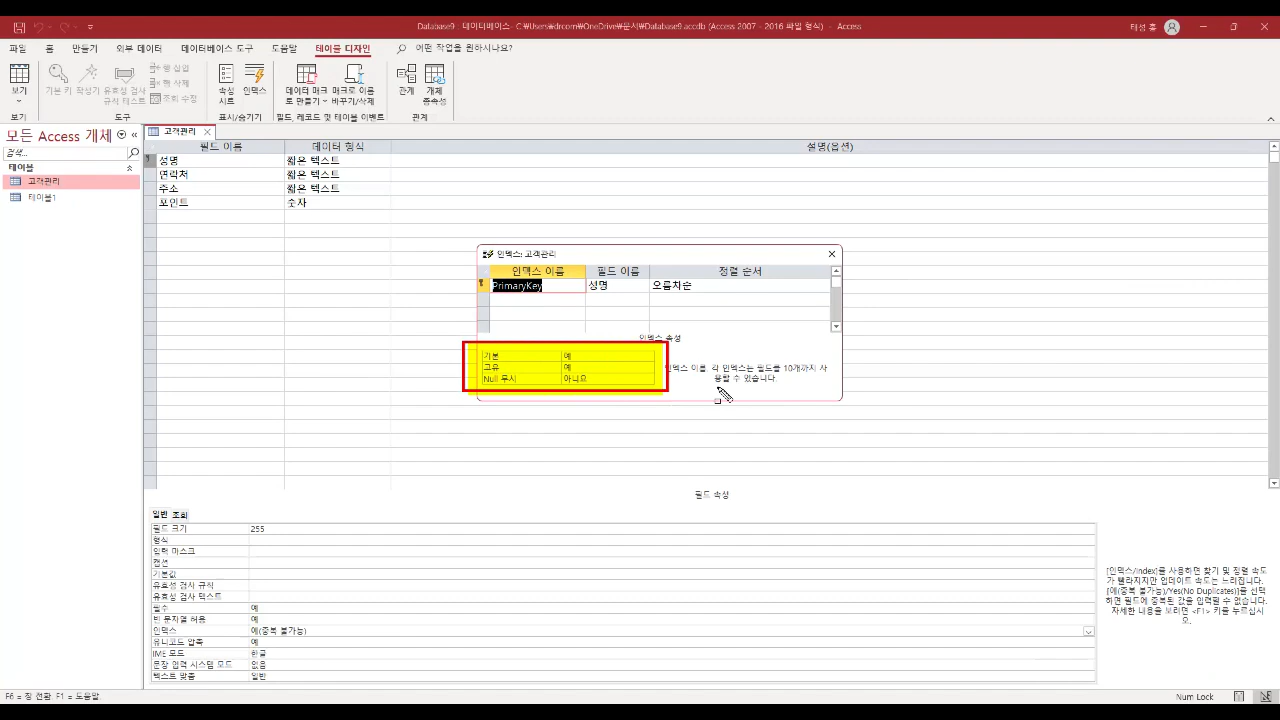 Database9 - 데이터베이스- C:￦Users￦drcom￦OneDrive￦문서￦Database9.accdb (Access 2007 - 2016 파일 형식) - Access
태성 홍
파일 홈 만들기 외부 데이터 데이터베이스 도구 도움말 테이블 디자인 어떤 작업을 원하시나요?
보기 기본 키 작성기 유효성 검사 규칙 테스트 행 삽입 행 삭제 조회 수정 속성 시트 인덱스 데이터 매크로 만들기 매크로 이름 바꾸기/삭제 관계 개체 종속성
보기 도구 표시/숨기기 필드, 레코드 및 테이블 이벤트 관계
모든 Access 개체
검색...
테이블
고객관리
테이블1
고객관리
필드 이름 데이터 형식 설명(옵션)
성명 짧은 텍스트
연락처 짧은 텍스트
주소 짧은 텍스트
포인트 숫자
인덱스: 고객관리
인덱스 이름 필드 이름 정렬 순서
PrimaryKey 성명 오름차순
인덱스 속성
기본 예
고유 예
Null 무시 아니요
인덱스 이름. 각 인덱스는 필드를 10개까지 사
용할 수 있습니다.
필드 속성
일반 조회
필드 크기 255
형식
입력 마스크
캡션
기본값
유효성 검사 규칙
유효성 검사 텍스트
필수 예
빈 문자열 허용 예
인덱스 예(중복 불가능)
유니코드 압축 예
IME 모드 한글
문장 입력 시스템 모드 없음
텍스트 맞춤 일반
[인덱스/Index]를 사용하면 찾기 및 정렬 속도
가 빨라지지만 업데이트 속도는 느려집니다.
[예(중복 불가능)/Yes(No Duplicates)]를 선택
하면 필드에 중복된 값을 입력할 수 없습니다.
자세한 내용을 보려면 <F1> 키를 누르십시
오.
F6 = 창 전환. F1 = 도움말.
Num Lock